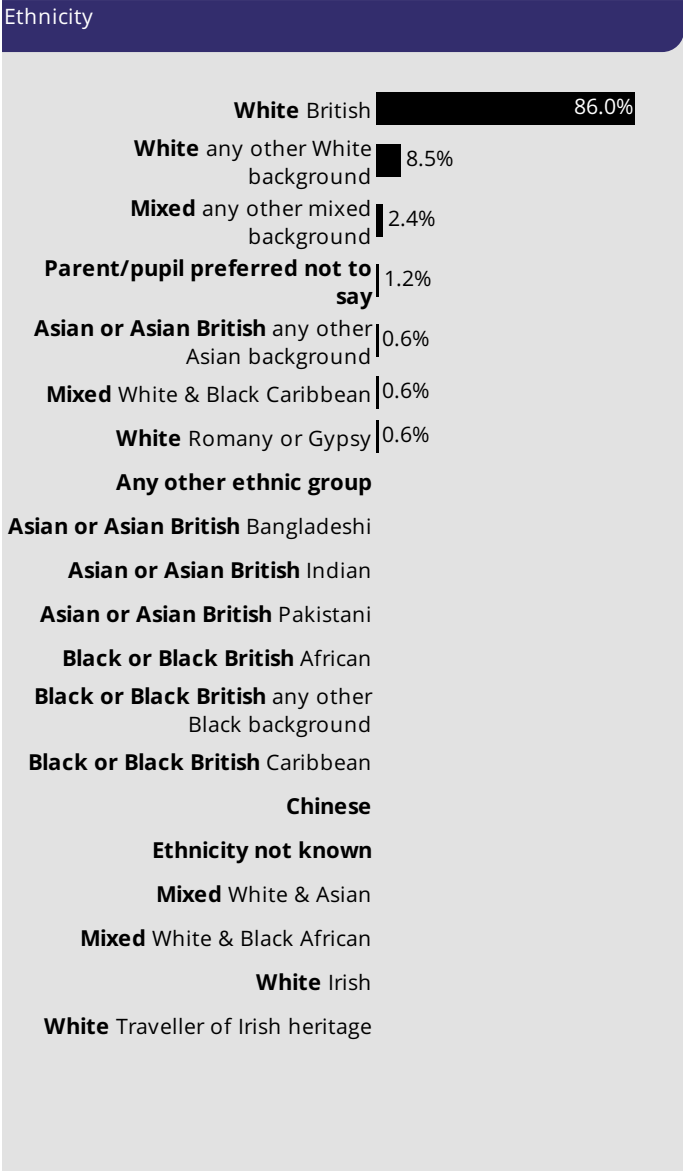 Ethnicity
White British 86.0%
White any other White
background 8.5%
Mixed any other mixed
background 2.4%
Parent/pupil preferred not to
say 1.2%
Asian or Asian British any other
Asian background 0.6%
Mixed White & Black Caribbean 0.6%
White Romany or Gypsy 0.6%
Any other ethnic group
Asian or Asian British Bangladeshi
Asian or Asian British Indian
Asian or Asian British Pakistani
Black or Black British African
Black or Black British any other
Black background
Black or Black British Caribbean
Chinese
Ethnicity not known
Mixed White & Asian
Mixed White & Black African
White Irish
White Traveller of Irish heritage